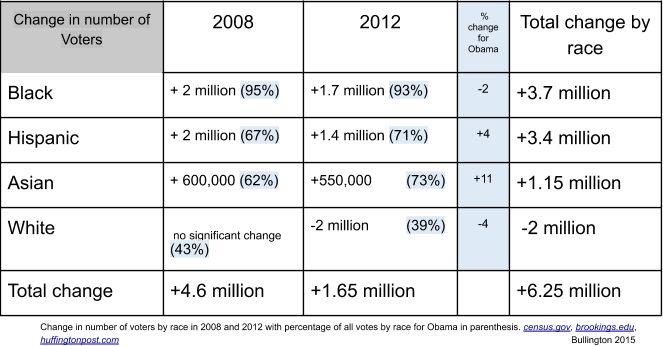 Change in number of Voters 2008 2012 % change for Obama Total change by race
Black + 2 million (95%) +1.7 million (93%) -2 +3.7 million
Hispanic + 2 million (67%) +1.4 million (71%) +4 +3.4 million
Asian + 600,000 (62%) +550,000 (73%) +11 +1.15 million
White no significant change (43%) -2 million (39%) -4 -2 million
Total change +4.6 million +1.65 million +6.25 million
Change in number of voters by race in 2008 and 2012 with percentage of all votes by race for Obama in parenthesis. census.gov, brookings.edu,
huffingtonpost.com Bullington 2015